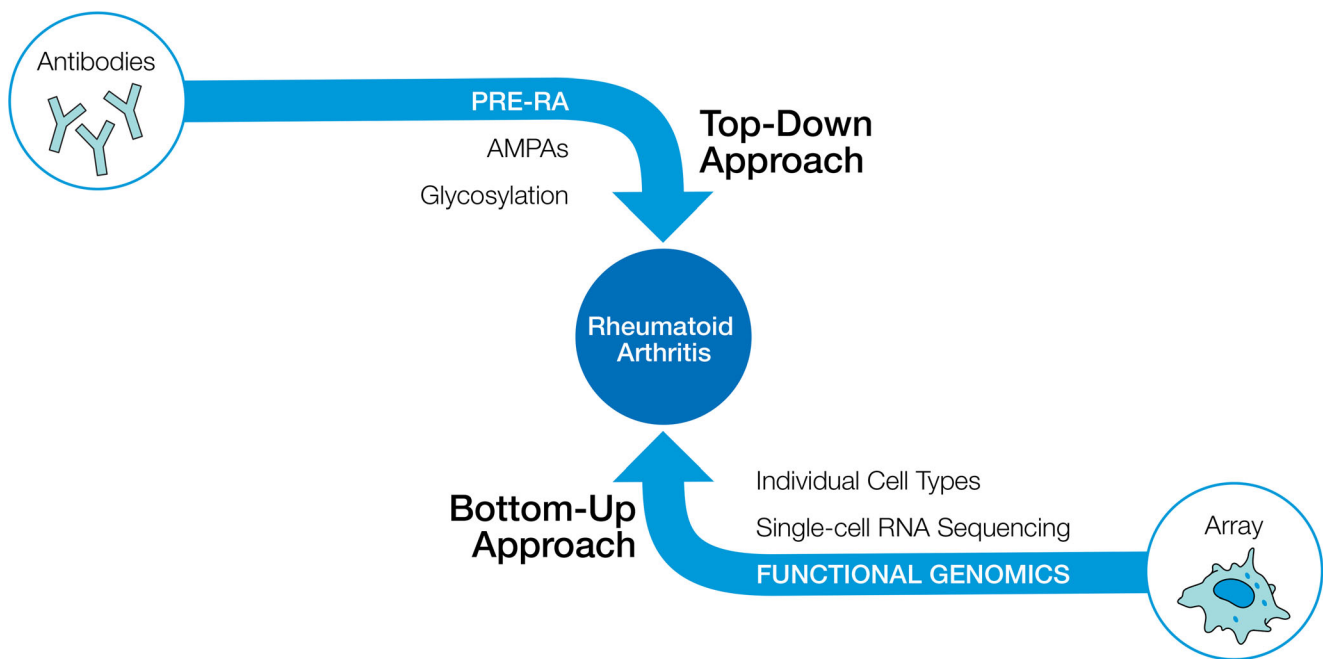 Antibodies
PRE-RA
AMPAs
Glycosylation
Top-Down
Approach
Rheumatoid
Arthritis
Bottom-Up
Approach
Individual Cell Types
Single-cell RNA Sequencing
FUNCTIONAL GENOMICS
Array